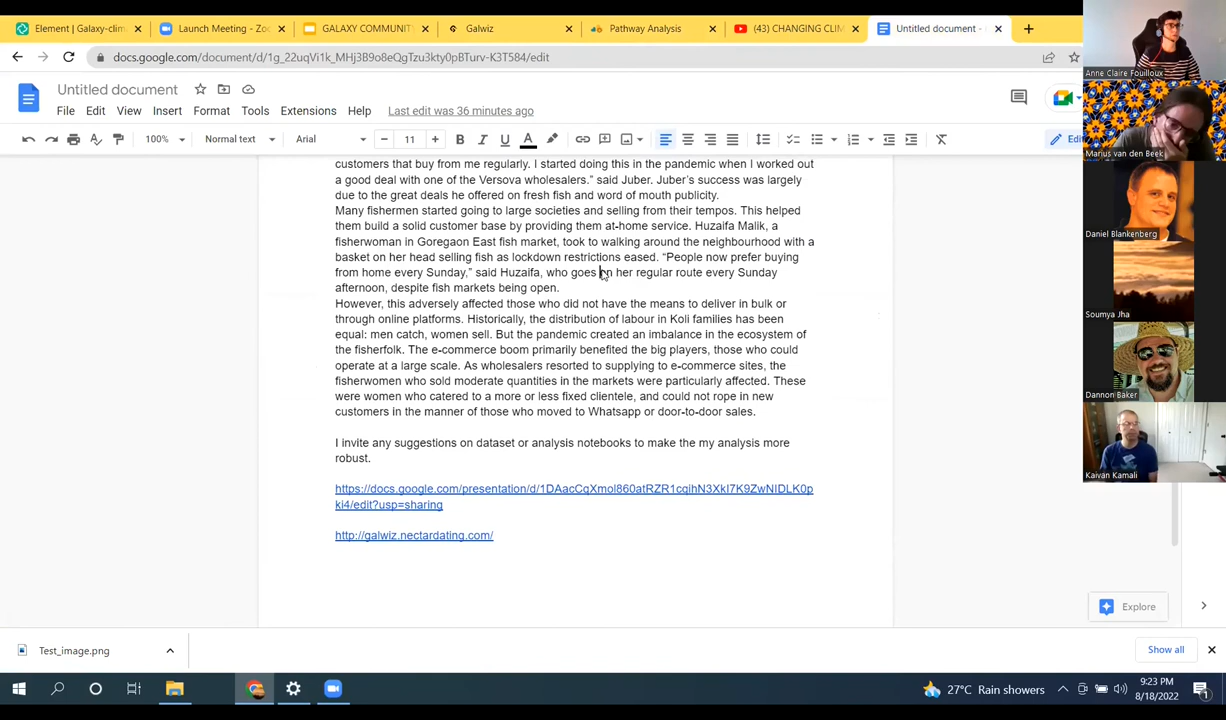 Element | Galaxy-clim
Launch Meeting - Zoo
GALAXY COMMUNIT
Galwiz
Pathway Analysis
(43) CHANGING CLIM
Untitled document -
docs.google.com/document/d/1g_22uqVi1k_MHj3B9o8eQgTzu3kty0pBTurv-K3T584/edit
Untitled document
File Edit View Insert Format Tools Extensions Help Last edit was 36 minutes ago
100% Normal text Arial 11 B I U A
customers that buy from me regularly. I started doing this in the pandemic when I worked out
a good deal with one of the Versova wholesalers.” said Juber. Juber’s success was largely
due to the great deals he offered on fresh fish and word of mouth publicity.
Many fishermen started going to large societies and selling from their tempos. This helped
them build a solid customer base by providing them at-home service. Huzaifa Malik, a
fisherwoman in Goregaon East fish market, took to walking around the neighbourhood with a
basket on her head selling fish as lockdown restrictions eased. “People now prefer buying
from home every Sunday,” said Huzaifa, who goes on her regular route every Sunday
afternoon, despite fish markets being open.
However, this adversely affected those who did not have the means to deliver in bulk or
through online platforms. Historically, the distribution of labour in Koli families has been
equal: men catch, women sell. But the pandemic created an imbalance in the ecosystem of
the fisherfolk. The e-commerce boom primarily benefited the big players, those who could
operate at a large scale. As wholesalers resorted to supplying to e-commerce sites, the
fisherwomen who sold moderate quantities in the markets were particularly affected. These
were women who catered to a more or less fixed clientele, and could not rope in new
customers in the manner of those who moved to Whatsapp or door-to-door sales.
I invite any suggestions on dataset or analysis notebooks to make the my analysis more
robust.
https://docs.google.com/presentation/d/1DAacCqXmol860atRZR1cgihN3XkI7K9ZwNIDLK0p
ki4/edit?usp=sharing
http://galwiz.nectardating.com/
Explore
Anne Claire Fouilloux
Marius van den Beek
Daniel Blankenberg
Soumya Jha
Dannon Baker
Kaivan Kamali
Test_image.png
Show all
27°C Rain showers
9:23 PM
8/18/2022